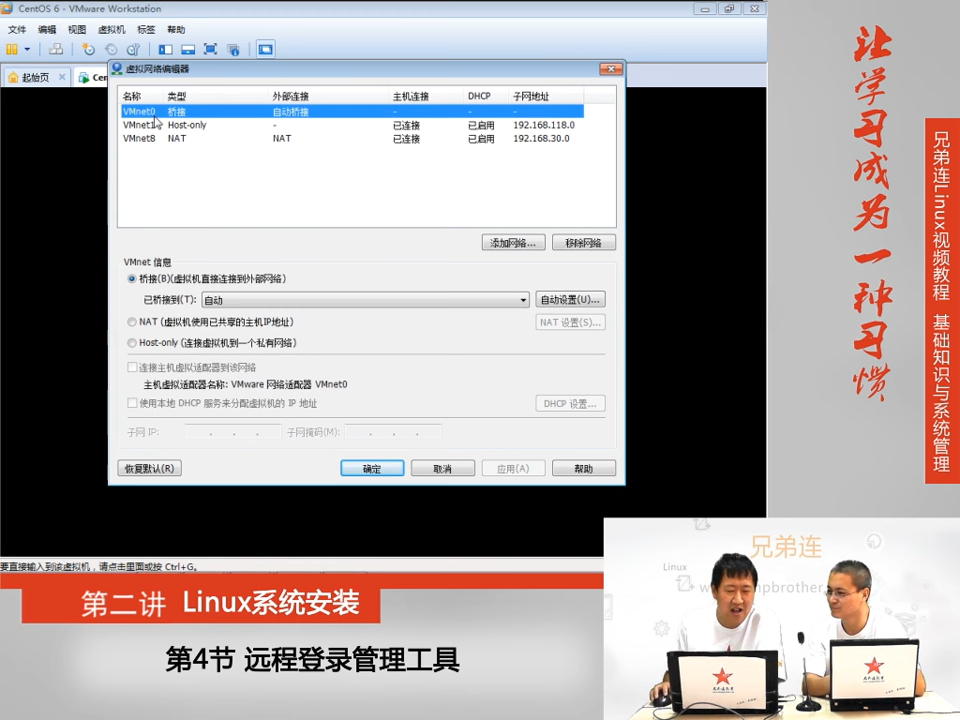 CentOS 6 - VMware Workstation
文件 编辑 视图 虚拟机 标签 帮助
起始页 Cen
虚拟网络编辑器
名称 类型 外部连接 主机连接 DHCP 子网地址
VMnet0 桥接 自动桥接 - - -
VMnet1 Host-only - 已连接 已启用 192.168.118.0
VMnet8 NAT NAT 已连接 已启用 192.168.30.0
添加网络... 移除网络
VMnet 信息
桥接(B)(虚拟机直接连接到外部网络)
已桥接到(T): 自动 自动设置(U)...
NAT (虚拟机使用已共享的主机IP地址) NAT 设置(S)...
Host-only (连接虚拟机到一个私有网络)
连接主机虚拟适配器到该网络
主机虚拟适配器名称: VMware 网络适配器 VMnet0
使用本地 DHCP 服务来分配虚拟机的 IP 地址 DHCP 设置...
子网 IP: . . . 子网掩码(M): . . .
恢复默认(R) 确定 取消 应用(A) 帮助
要直接输入到该虚拟机，请点击里面或按 Ctrl+G。
让学习成为一种习惯
兄弟连Linux视频教程 基础知识与系统管理
第二讲 Linux系统安装
第4节 远程登录管理工具
兄弟连
Linux